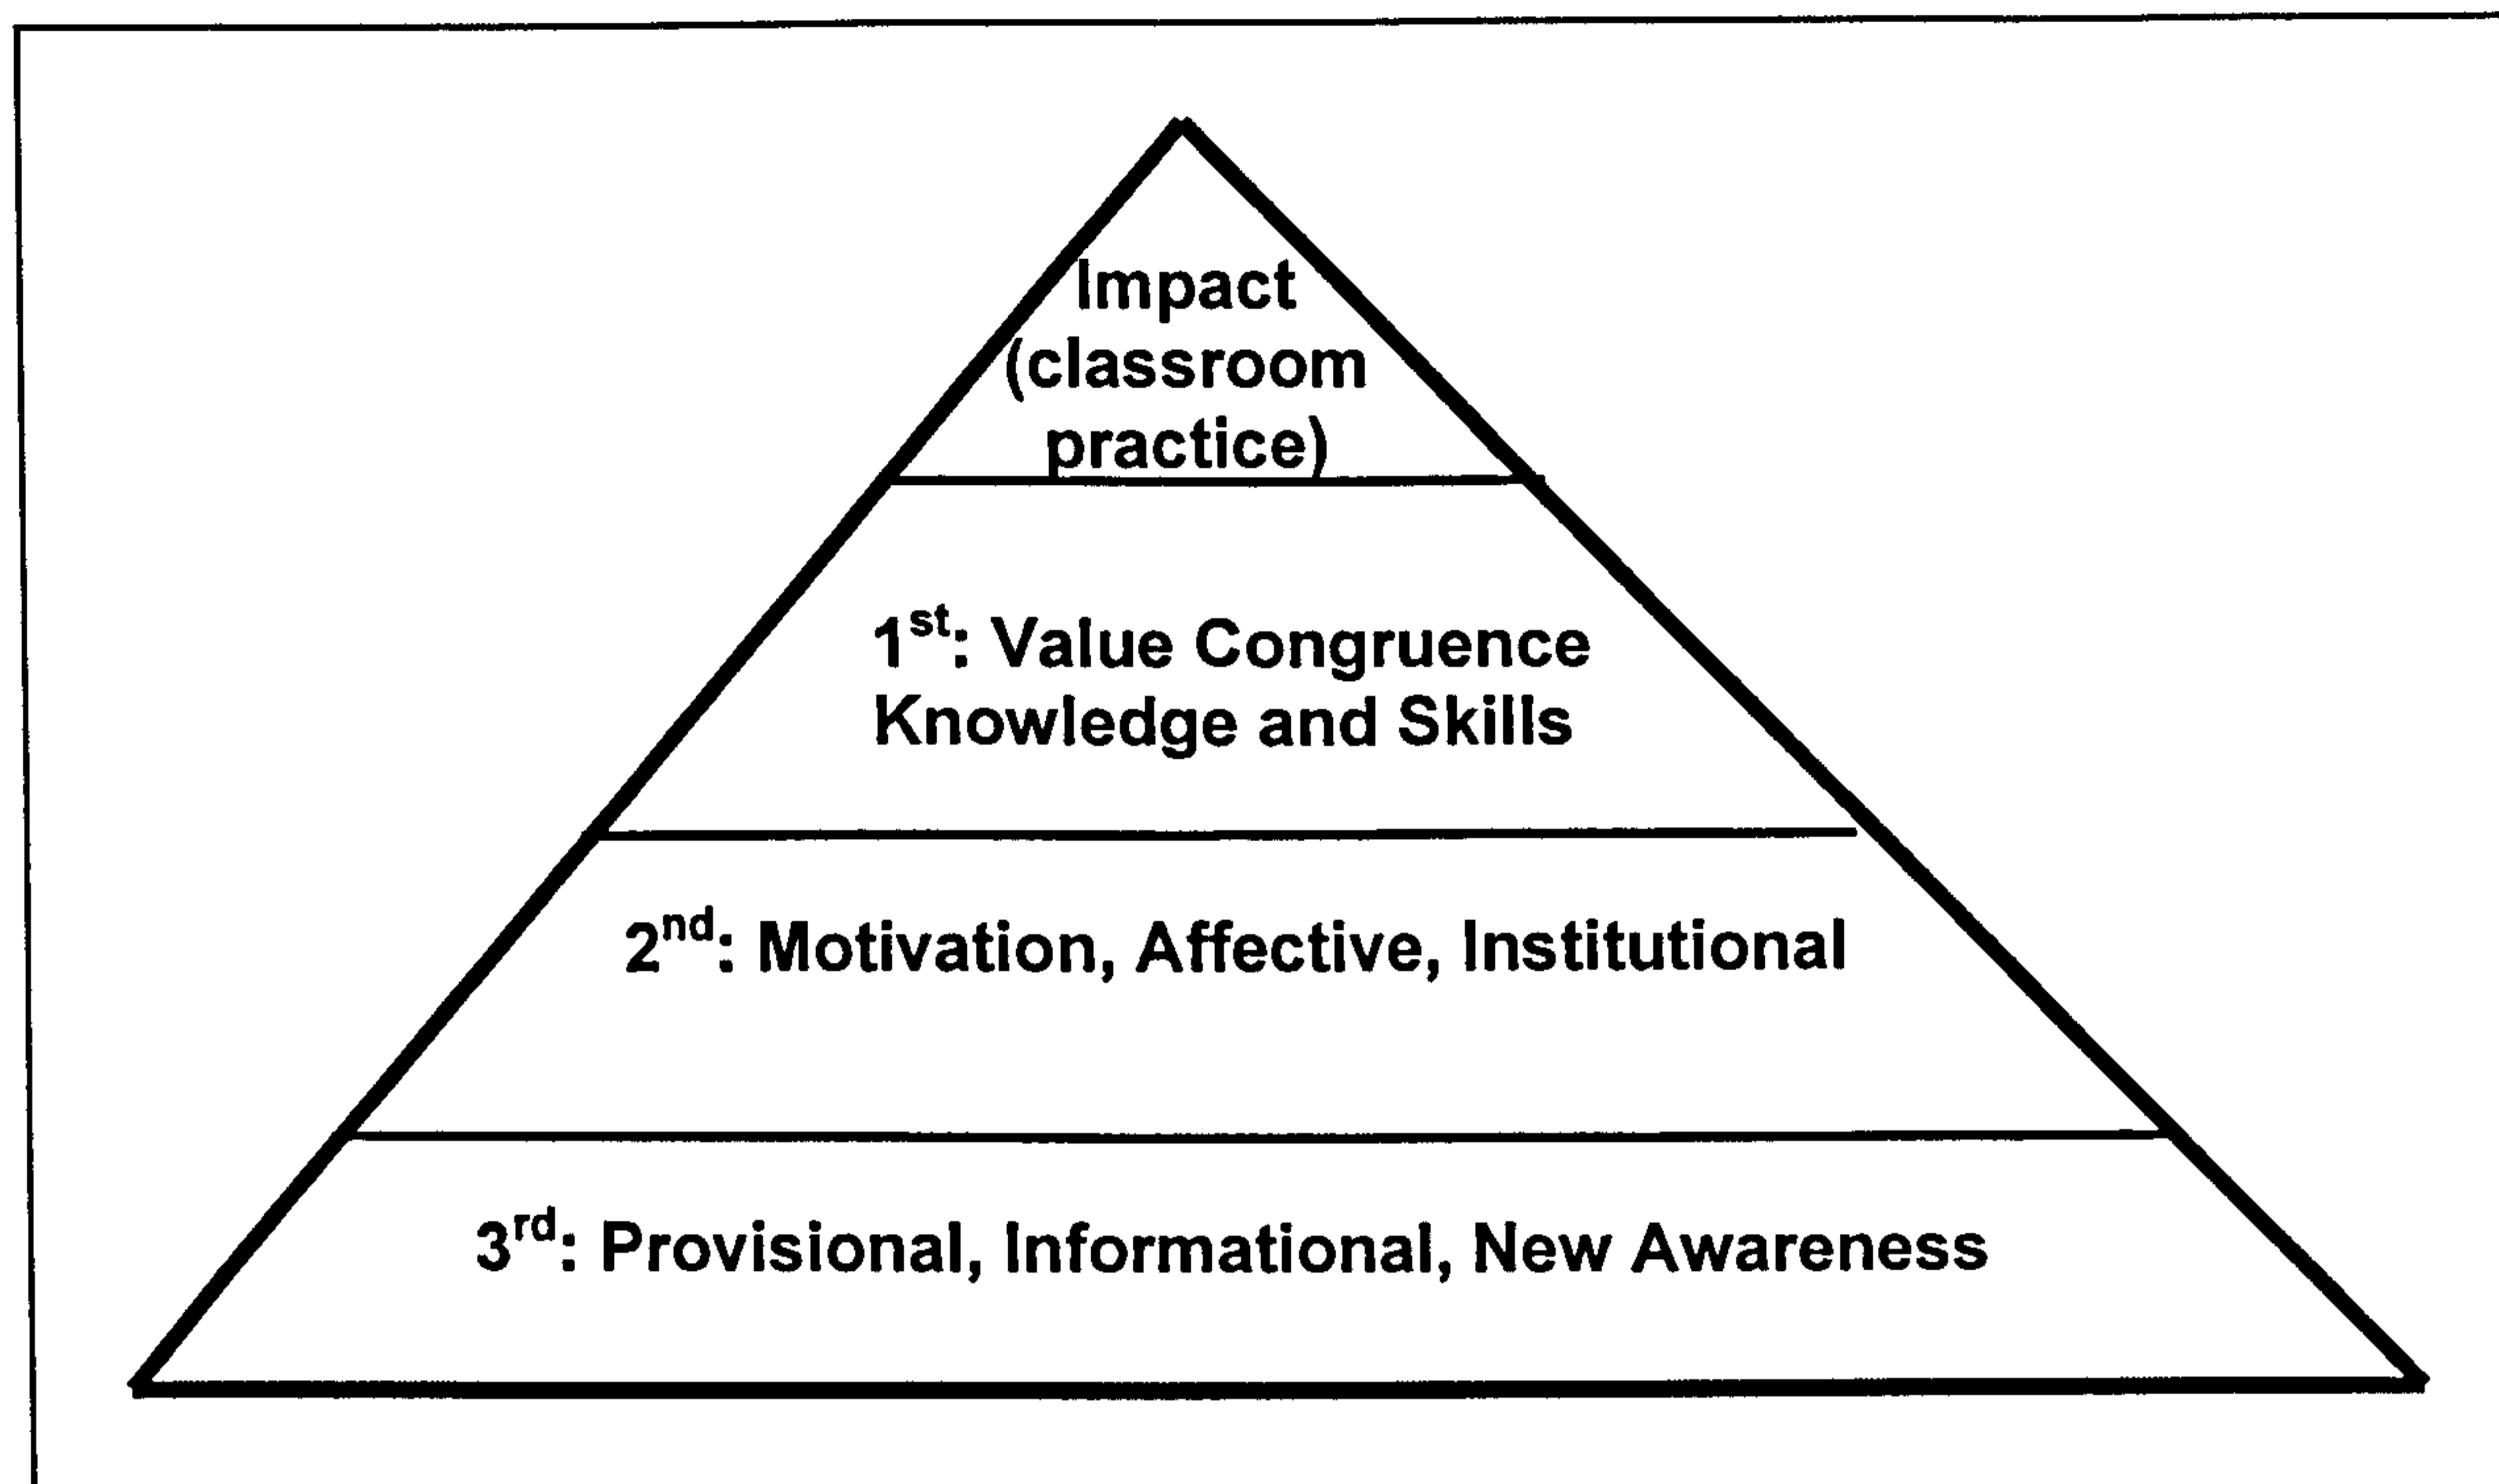 Impact
(classroom
practice)
1st: Value Congruence
Knowledge and Skills
2nd: Motivation, Affective, Institutional
3rd: Provisional, Informational, New Awareness